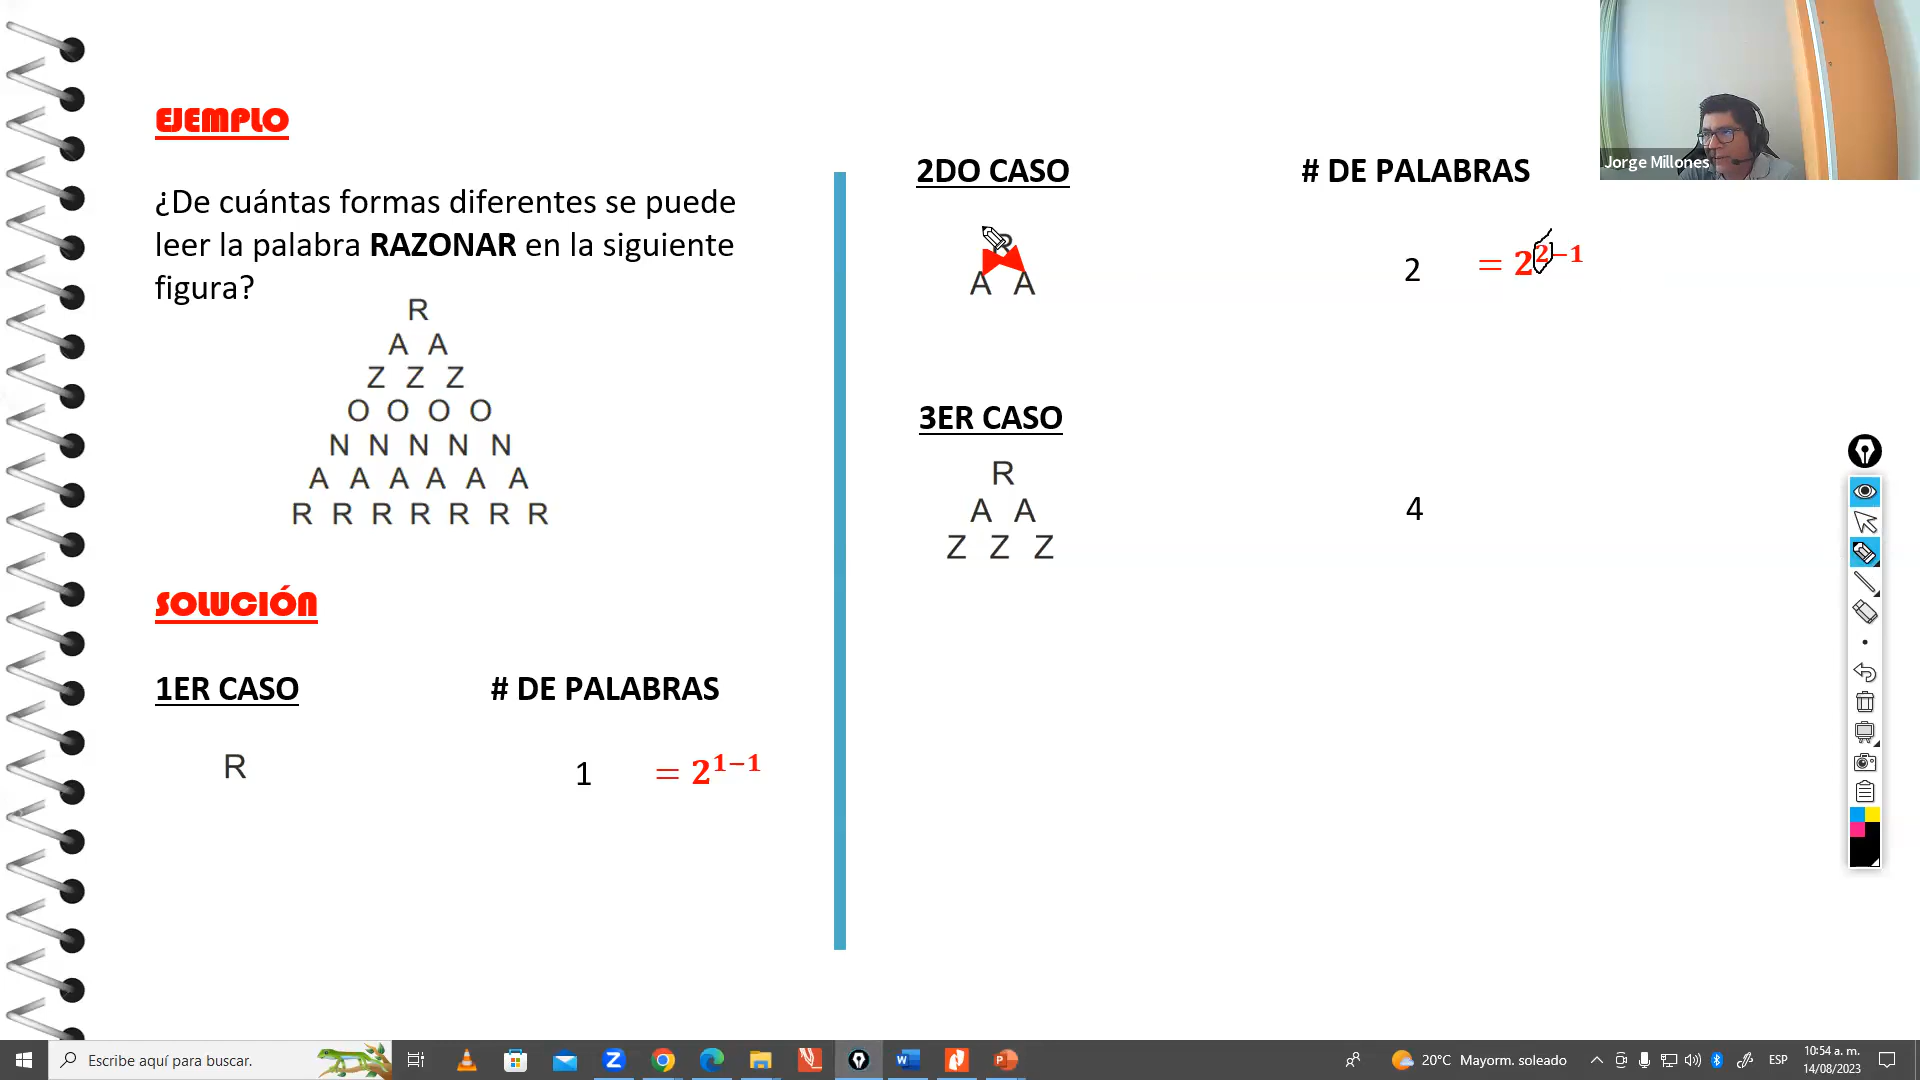 EJEMPLO
¿De cuántas formas diferentes se puede
leer la palabra RAZONAR en la siguiente
figura?
R
A A
Z Z Z
O O O O
N N N N N
A A A A A A
R R R R R R R
SOLUCIÓN
1ER CASO # DE PALABRAS
R 1 = 2^{1−1}
2DO CASO # DE PALABRAS
R
A A 2 = 2^{2−1}
3ER CASO
R
A A 4
Z Z Z
Jorge Millones
Escribe aquí para buscar.
20°C Mayorm. soleado
ESP
10:54 a. m.
14/08/2023